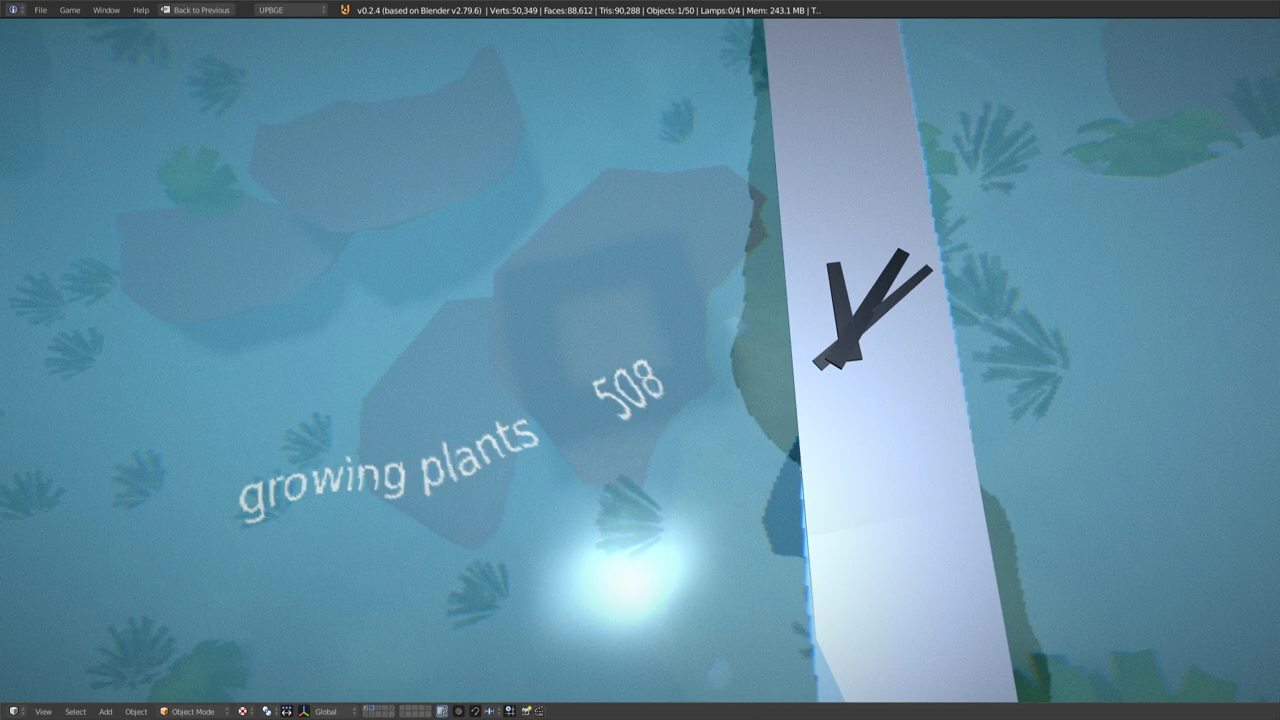 File Game Window Help Back to Previous UPBGE v0.2.4 (based on Blender v2.79.6) | Verts:50,349 | Faces:88,612 | Tris:90,288 | Objects:1/50 | Lamps:0/4 | Mem: 243.1 MB | T..
growing plants 508
View Select Add Object Object Mode Global